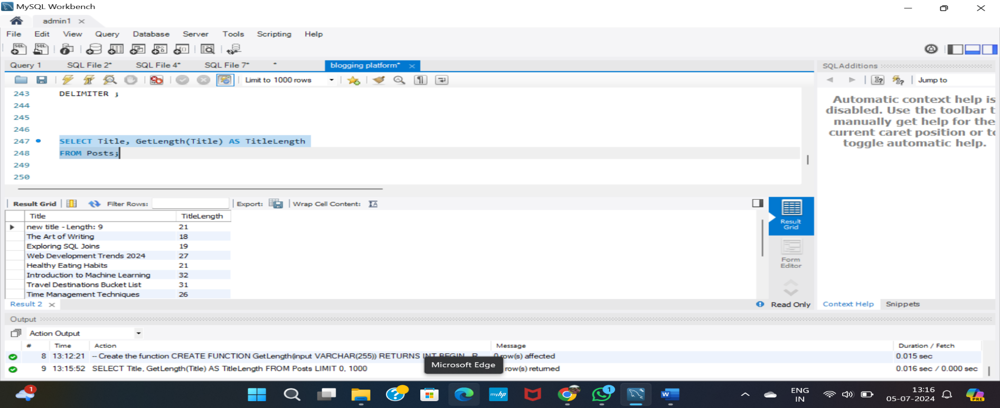 MySQL Workbench
admin1
File Edit View Query Database Server Tools Scripting Help
Query 1 SQL File 2* SQL File 4* SQL File 7* * blogging platform*
SQLAdditions
Limit to 1000 rows
Jump to
243 DELIMITER ;
244
245
246
247 SELECT Title, GetLength(Title) AS TitleLength
248 FROM Posts;
249
250
Automatic context help is
disabled. Use the toolbar t
manually get help for the
current caret position or t
toggle automatic help.
Result Grid Filter Rows: Export: Wrap Cell Content:
Title TitleLength
new title - Length: 9 21
The Art of Writing 18
Exploring SQL Joins 19
Web Development Trends 2024 27
Healthy Eating Habits 21
Introduction to Machine Learning 32
Travel Destinations Bucket List 31
Time Management Techniques 26
Result
Grid
Form
Editor
Result 2
Read Only
Context Help Snippets
Output
Action Output
# Time Action Message Duration / Fetch
8 13:12:21 -- Create the function CREATE FUNCTION GetLength(input VARCHAR(255)) RETURNS INT BEGIN R 0 row(s) affected 0.015 sec
9 13:15:52 SELECT Title, GetLength(Title) AS TitleLength FROM Posts LIMIT 0, 1000 row(s) returned 0.016 sec / 0.000 sec
Microsoft Edge
1
myhp
1
W
PRE
ENG
IN
13:16
05-07-2024